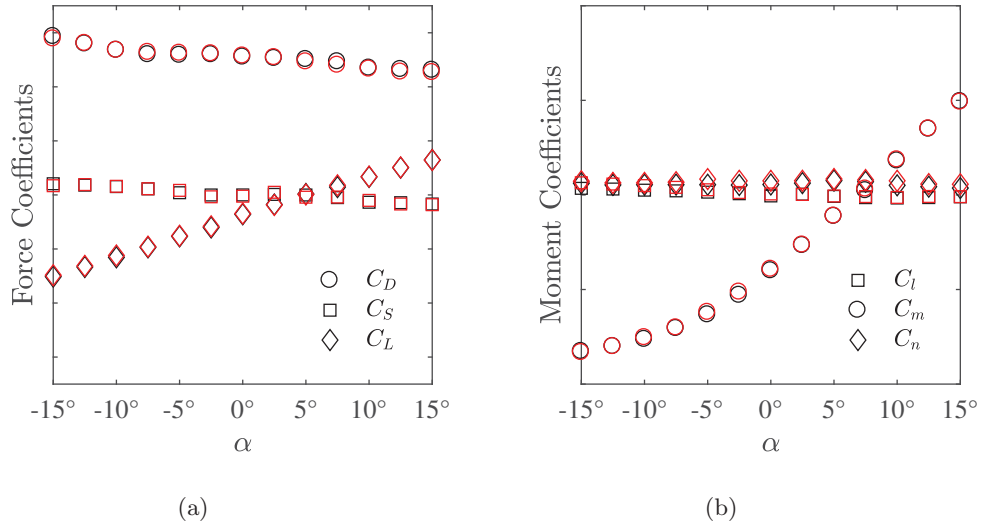 Force Coefficients
C_D
C_S
C_L
-15° -10° -5° 0° 5° 10° 15°
α
(a)
Moment Coefficients
C_l
C_m
C_n
-15° -10° -5° 0° 5° 10° 15°
α
(b)